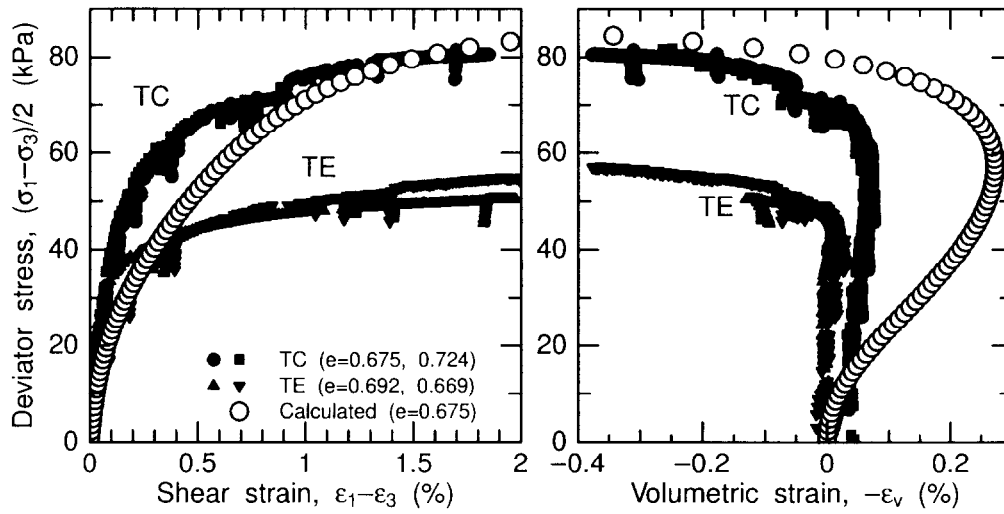 Deviator stress, (σ₁−σ₃)/2 (kPa)
80
60
40
20
0
TC
TE
TC (e=0.675, 0.724)
TE (e=0.692, 0.669)
Calculated (e=0.675)
0 0.5 1 1.5 2
Shear strain, ε₁−ε₃ (%)
80
60
40
20
0
TC
TE
−0.4 −0.2 0 0.2
Volumetric strain, −εᵥ (%)